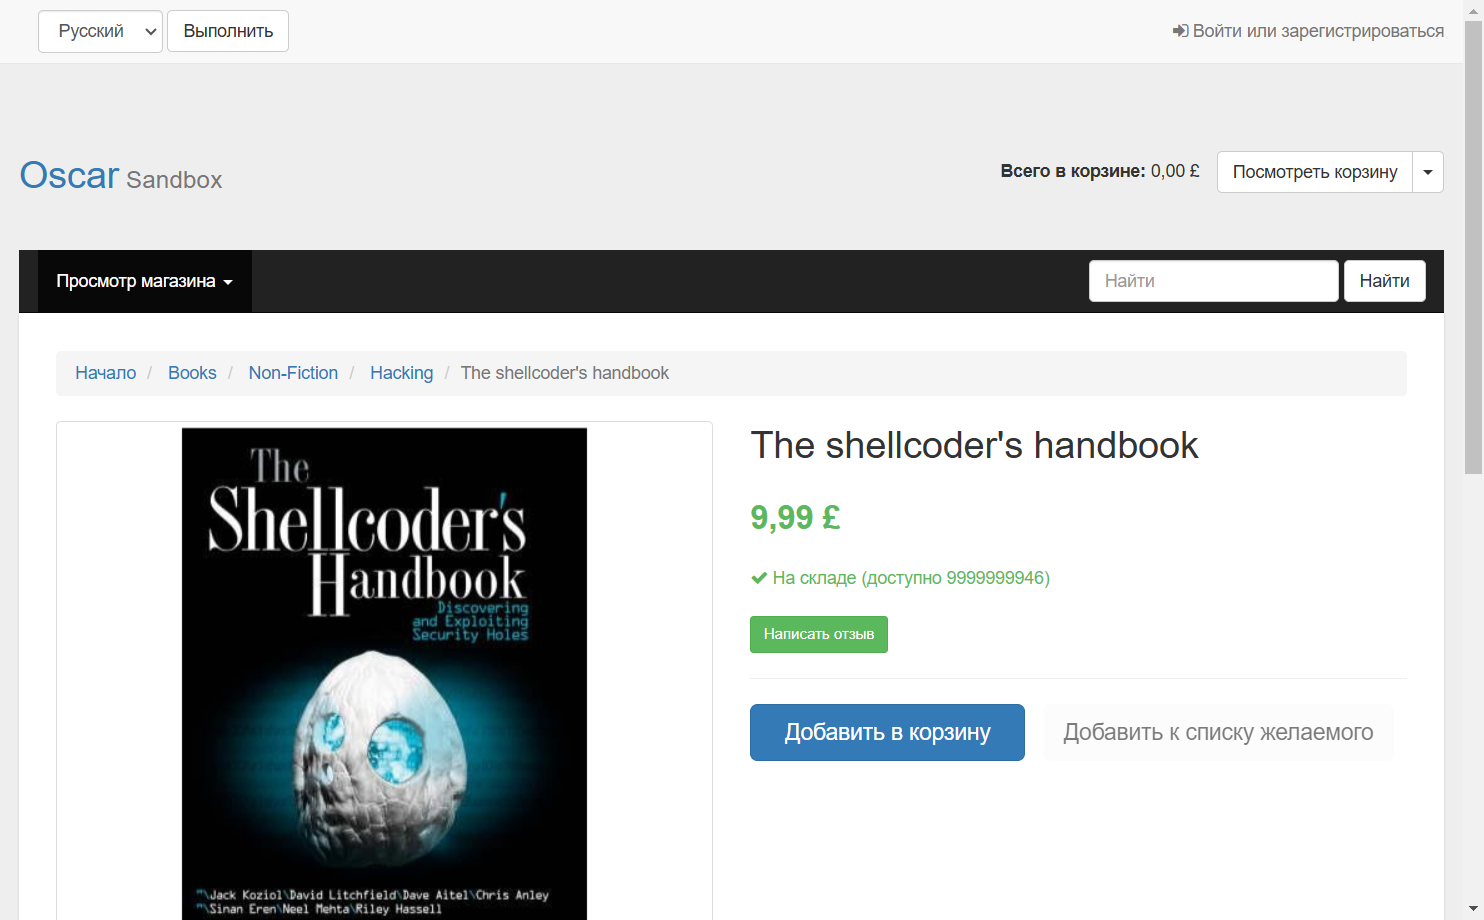 Русский
Выполнить
Войти или зарегистрироваться
Oscar Sandbox
Всего в корзине: 0,00 £
Посмотреть корзину
Просмотр магазина
Найти
Найти
Начало / Books / Non-Fiction / Hacking / The shellcoder's handbook
The
Shellcoder's
Handbook
Discovering
and Exploiting
Security Holes
"\Jack Koziol\David Litchfield\Dave Aitel\Chris Anley
"\Sinan Eren\Neel Mehta\Riley Hassell
The shellcoder's handbook
9,99 £
На складе (доступно 9999999946)
Написать отзыв
Добавить в корзину
Добавить к списку желаемого